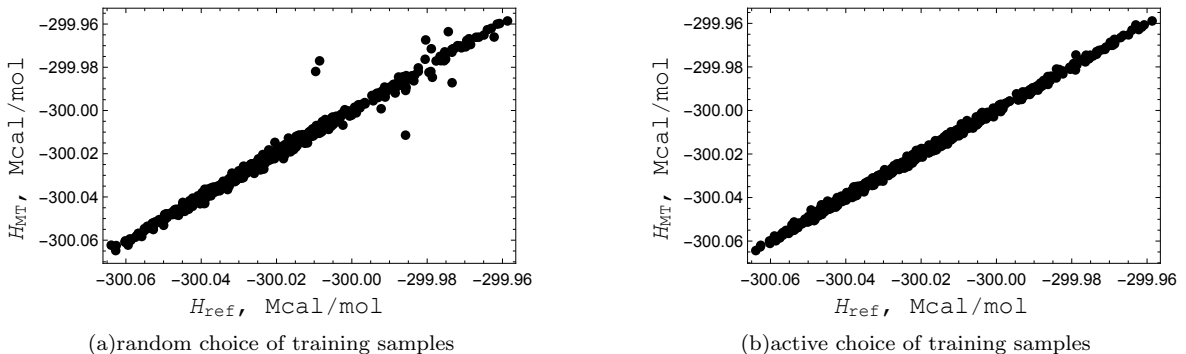 −299.96
−299.98
−300.00
−300.02
−300.04
−300.06
H_MT, Mcal/mol
−300.06 −300.04 −300.02 −300.00 −299.98 −299.96
H_ref, Mcal/mol
(a)random choice of training samples
−299.96
−299.98
−300.00
−300.02
−300.04
−300.06
H_MT, Mcal/mol
−300.06 −300.04 −300.02 −300.00 −299.98 −299.96
H_ref, Mcal/mol
(b)active choice of training samples